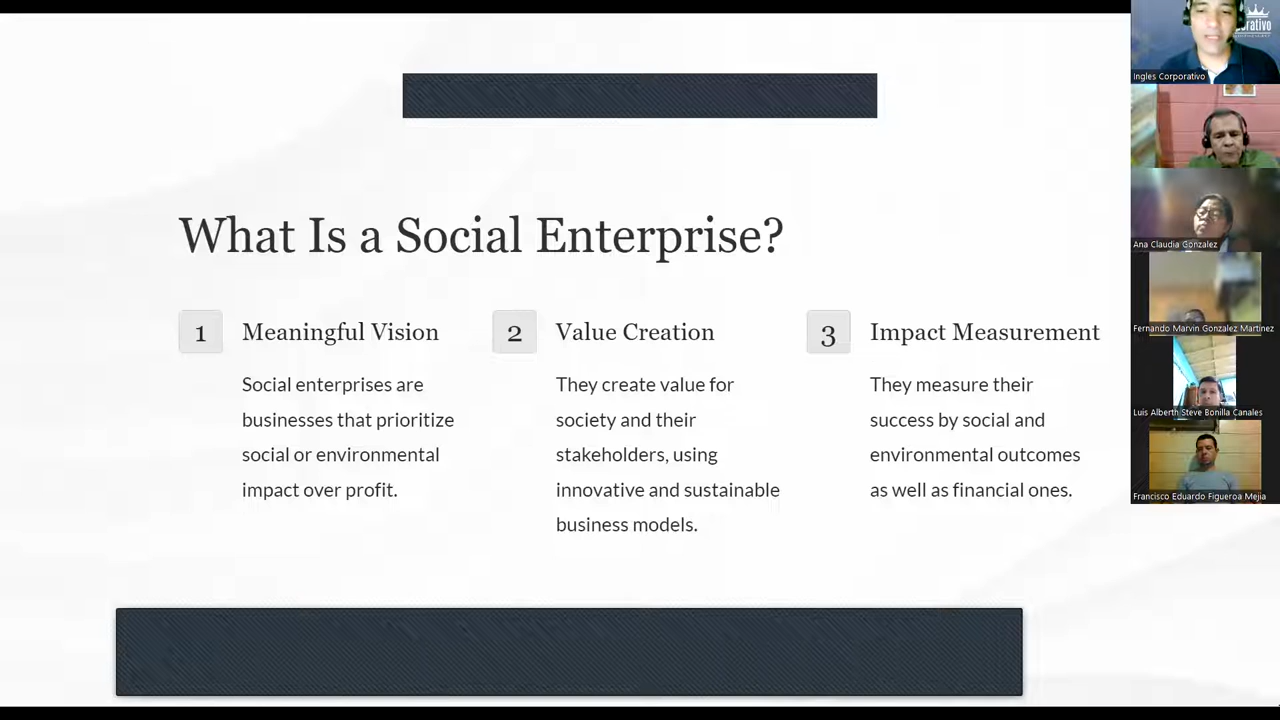 What Is a Social Enterprise?
1
Meaningful Vision
Social enterprises are
businesses that prioritize
social or environmental
impact over profit.
2
Value Creation
They create value for
society and their
stakeholders, using
innovative and sustainable
business models.
3
Impact Measurement
They measure their
success by social and
environmental outcomes
as well as financial ones.
Ingles Corporativo
Ana Claudia Gonzalez
Fernando Marvin Gonzalez Martinez
Luis Alberth Steve Bonilla Canales
Francisco Eduardo Figueroa Mejia